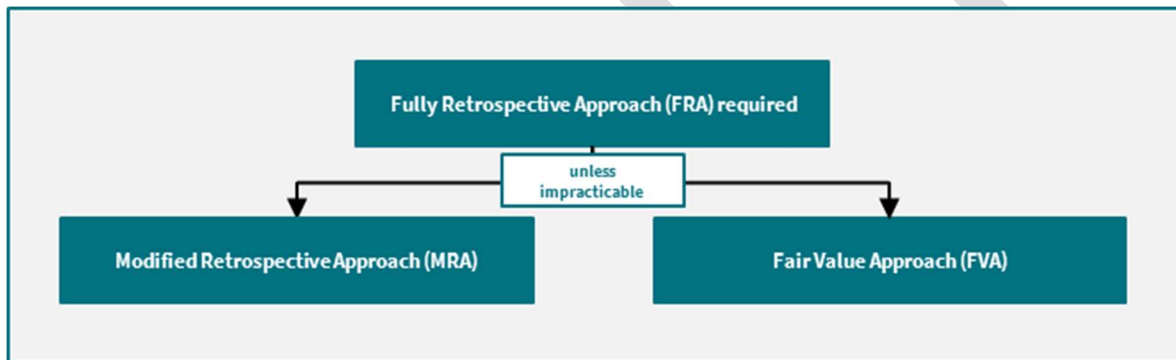 Fully Retrospective Approach (FRA) required
unless
impracticable
Modified Retrospective Approach (MRA)
Fair Value Approach (FVA)